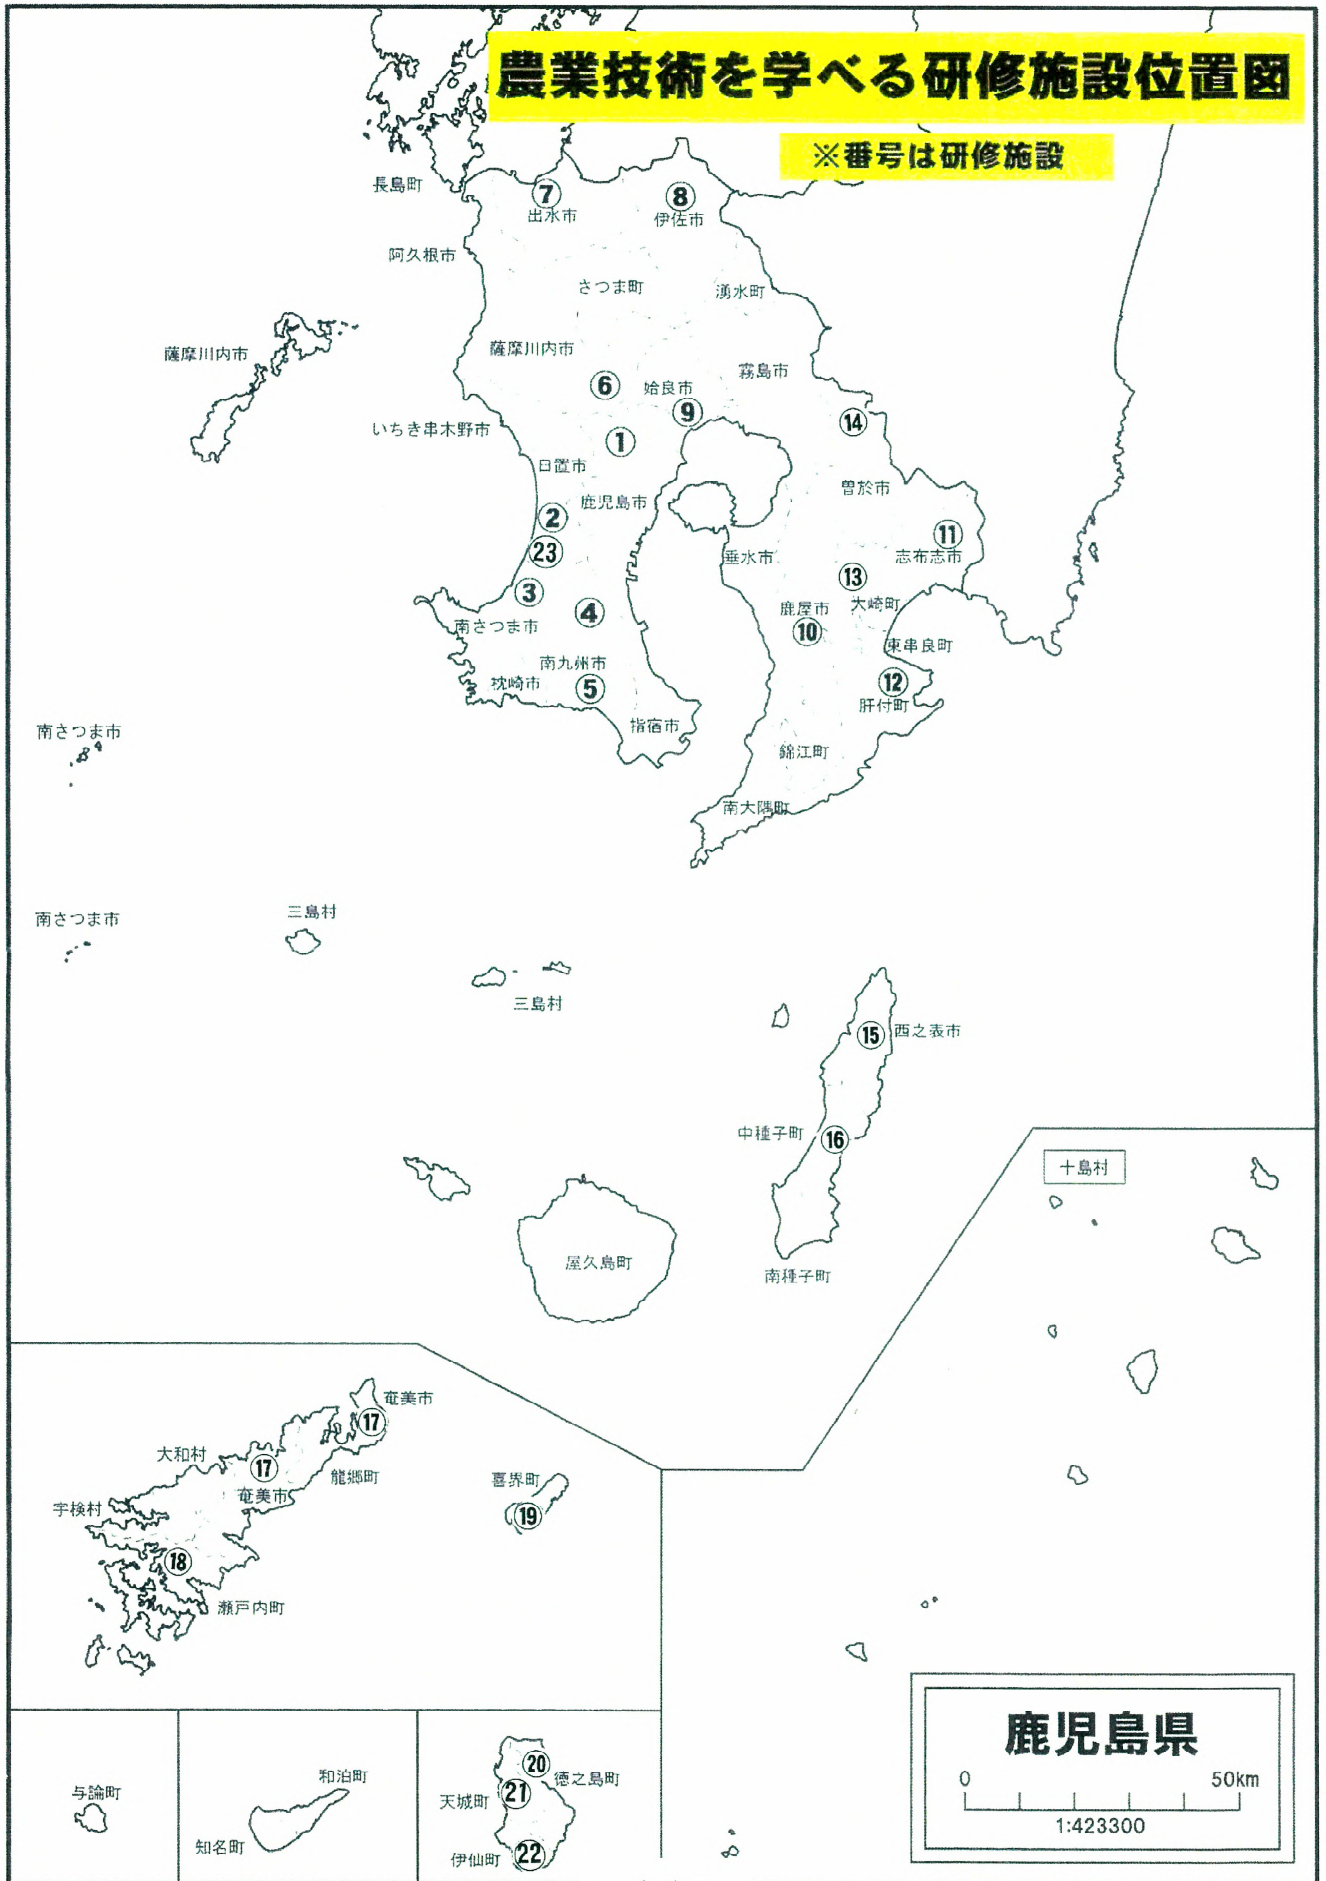 農業技術を学べる研修施設位置図
※番号は研修施設
長島町
⑦
出水市
⑧
伊佐市
阿久根市
さつま町
湧水町
薩摩川内市
薩摩川内市
⑥
姶良市
霧島市
⑨
⑭
いちき串木野市
①
日置市
曽於市
鹿児島市
②
⑪
㉓
垂水市
志布志市
⑬
③
④
鹿屋市
大崎町
南さつま市
⑩
東串良町
南九州市
枕崎市
⑤
⑫
肝付町
指宿市
南さつま市
錦江町
南大隅町
南さつま市
三島村
三島村
⑮
西之表市
中種子町
⑯
十島村
屋久島町
南種子町
奄美市
⑰
大和村
⑰
龍郷町
奄美市
喜界町
宇検村
⑲
⑱
瀬戸内町
与論町
和泊町
知名町
⑳
徳之島町
㉑
天城町
伊仙町
㉒
鹿児島県
0 50km
1:423300